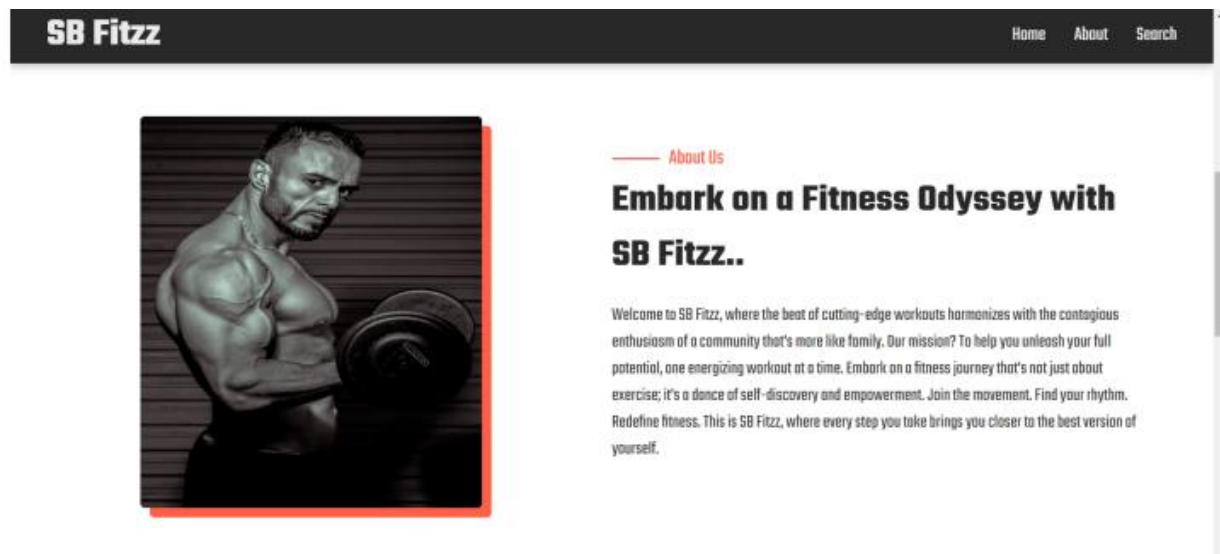 SB Fitzz
Home About Search
About Us
Embark on a Fitness Odyssey with
SB Fitzz..
Welcome to SB Fitzz, where the beat of cutting-edge workouts harmonizes with the contagious
enthusiasm of a community that's more like family. Our mission? To help you unleash your full
potential, one energizing workout at a time. Embark on a fitness journey that's not just about
exercise; it's a dance of self-discovery and empowerment. Join the movement. Find your rhythm.
Redefine fitness. This is SB Fitzz, where every step you take brings you closer to the best version of
yourself.